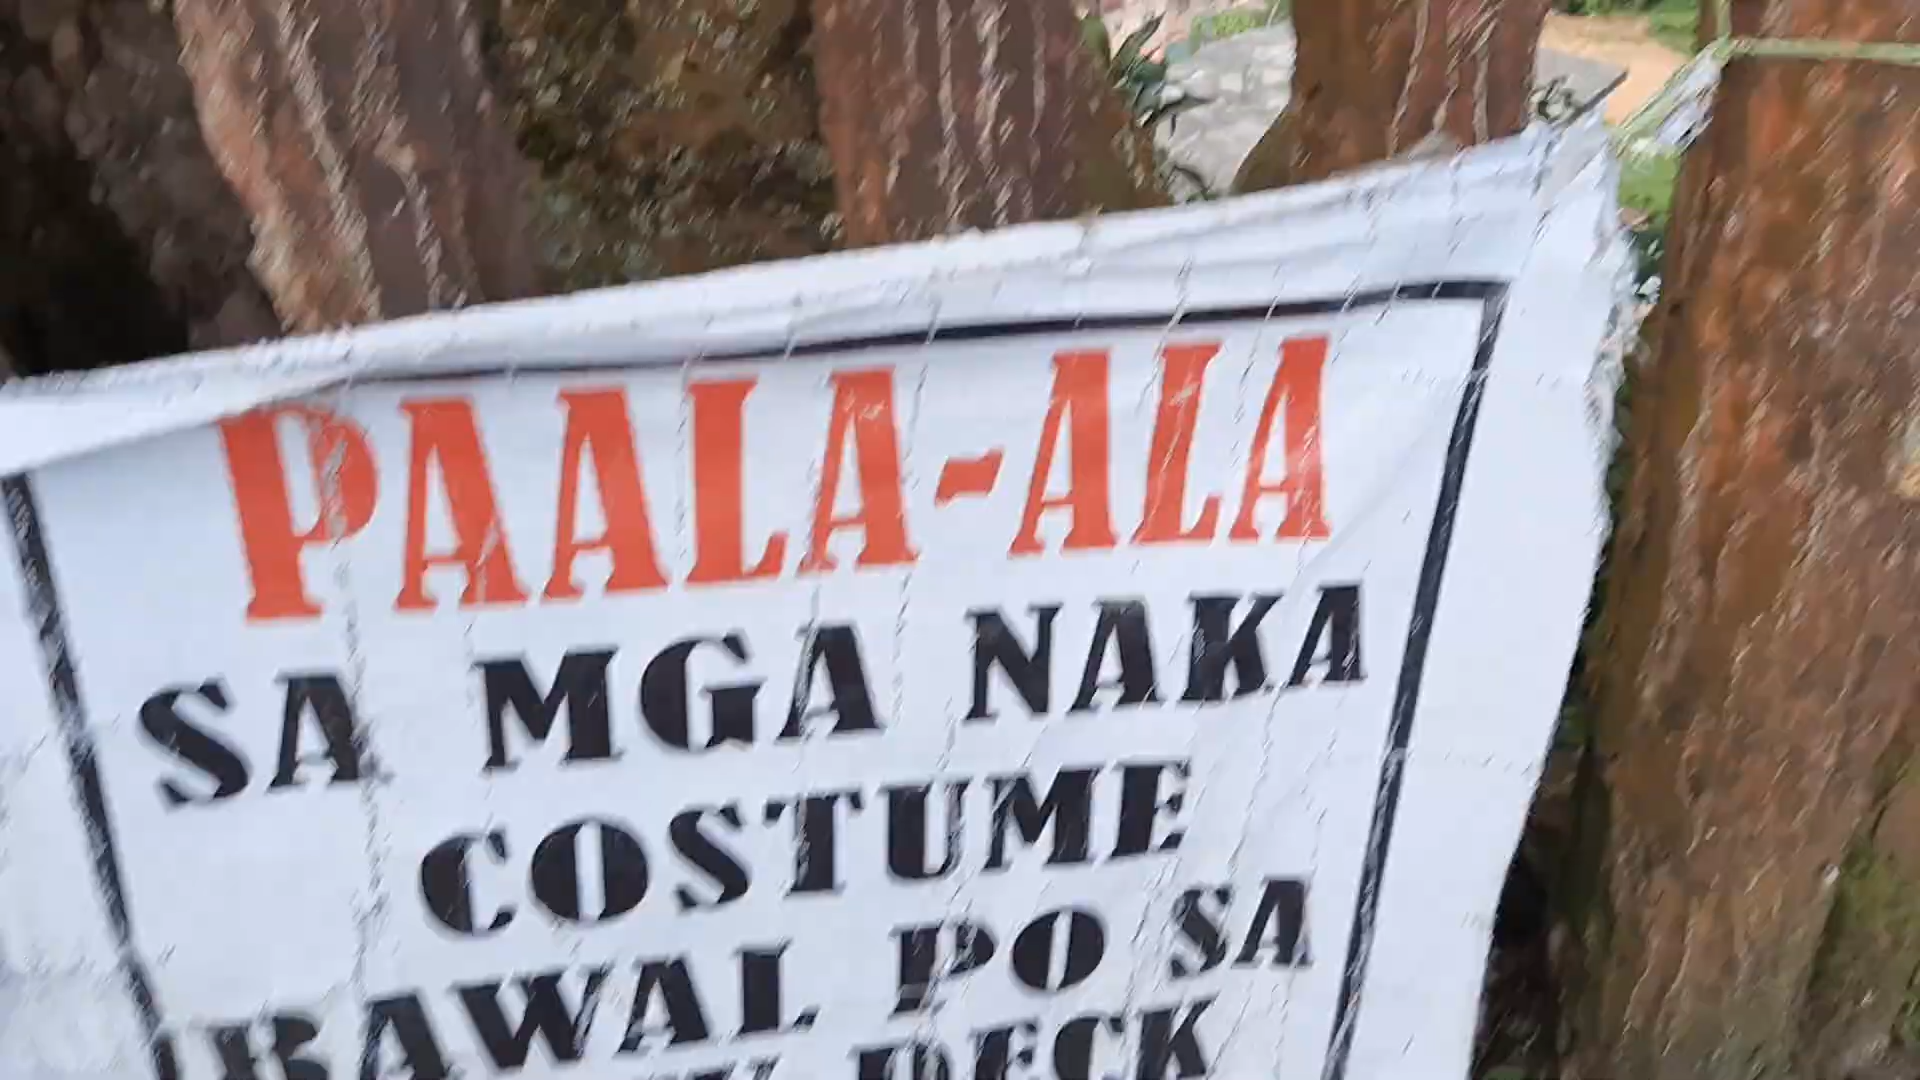 PAALA-ALA
SA MGA NAKA
COSTUME
BAWAL PO SA
DECK